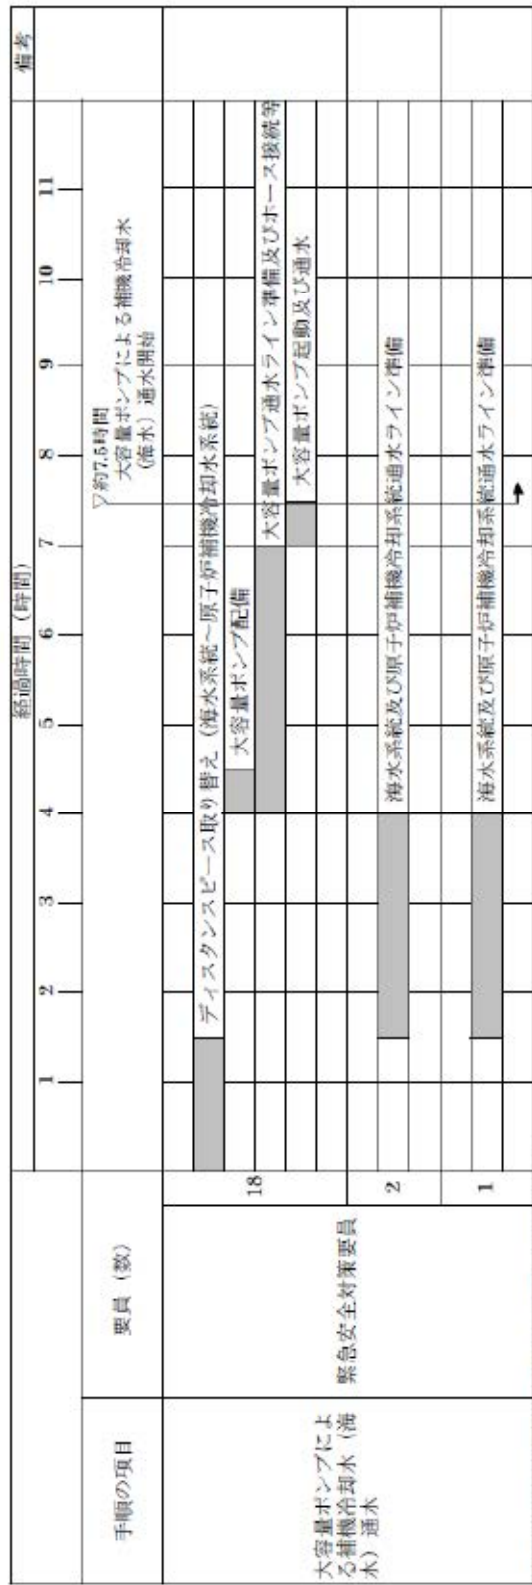 経過時間（時間）
備考
1 2 3 4 5 6 7 8 9 10 11
手順の項目
要員（数）
▽約7.5時間
大容量ポンプによる補機冷却水
（海水）通水開始
大容量ポンプによ
る補機冷却水（海
水）通水
緊急安全対策要員
18
ディスタンスピース取り替え（海水系統～原子炉補機冷却水系統）
大容量ポンプ配備
大容量ポンプ通水ライン準備及びホース接続等
大容量ポンプ起動及び通水
2
海水系統及び原子炉補機冷却系統通水ライン準備
1
海水系統及び原子炉補機冷却系統通水ライン準備